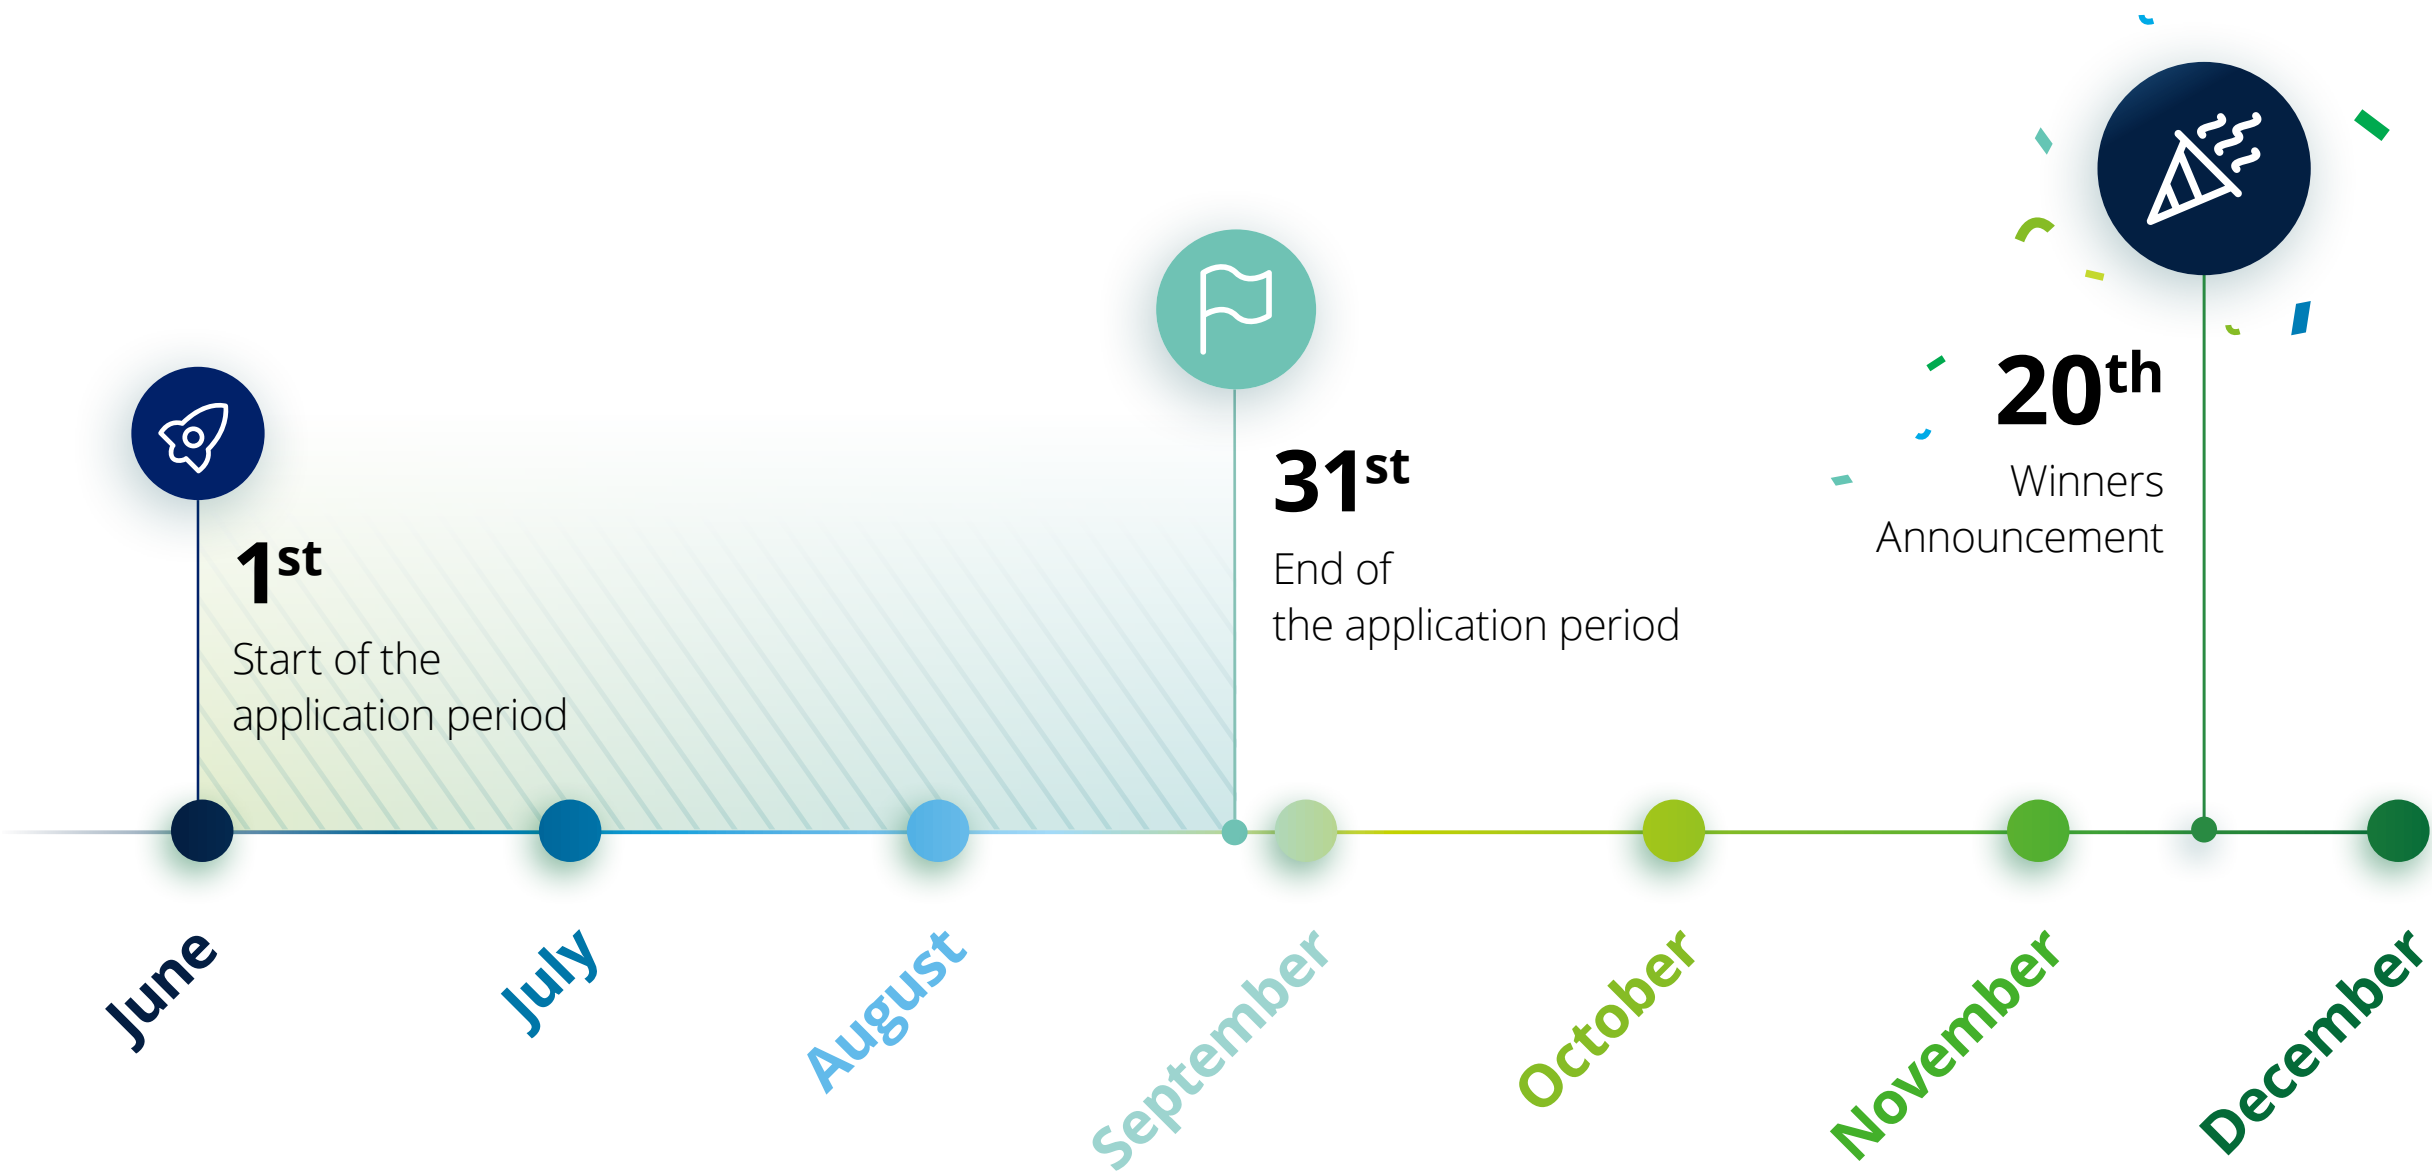 1st
Start of the
application period
31st
End of
the application period
20th
Winners
Announcement
June
July
August
September
October
November
December